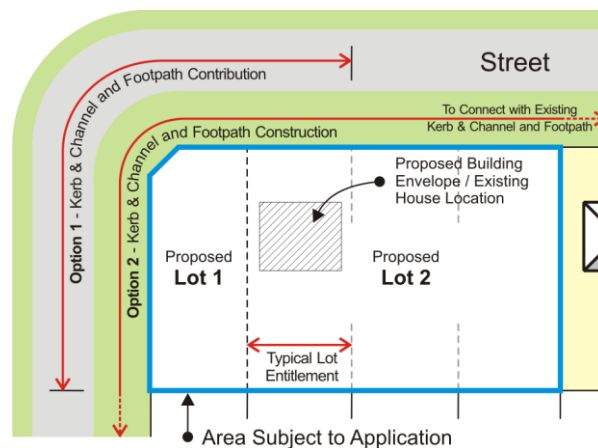 Street
Option 1 - Kerb & Channel and Footpath Contribution
To Connect with Existing
Kerb & Channel and Footpath
Option 2 - Kerb & Channel and Footpath Construction
Proposed Building
Envelope / Existing
House Location
Proposed
Lot 1
Proposed
Lot 2
Typical Lot
Entitlement
Area Subject to Application